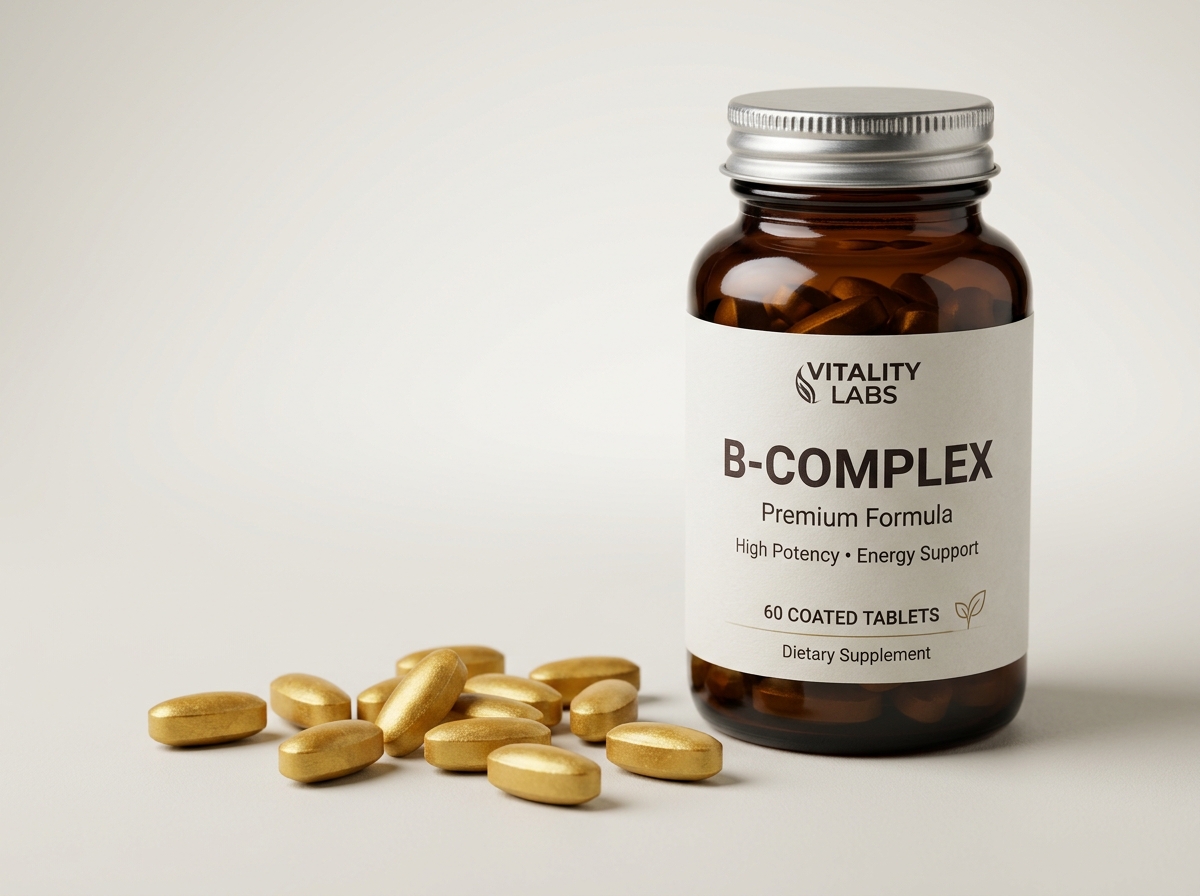 VITALITY
LABS
B-COMPLEX
Premium Formula
High Potency • Energy Support
60 COATED TABLETS
Dietary Supplement